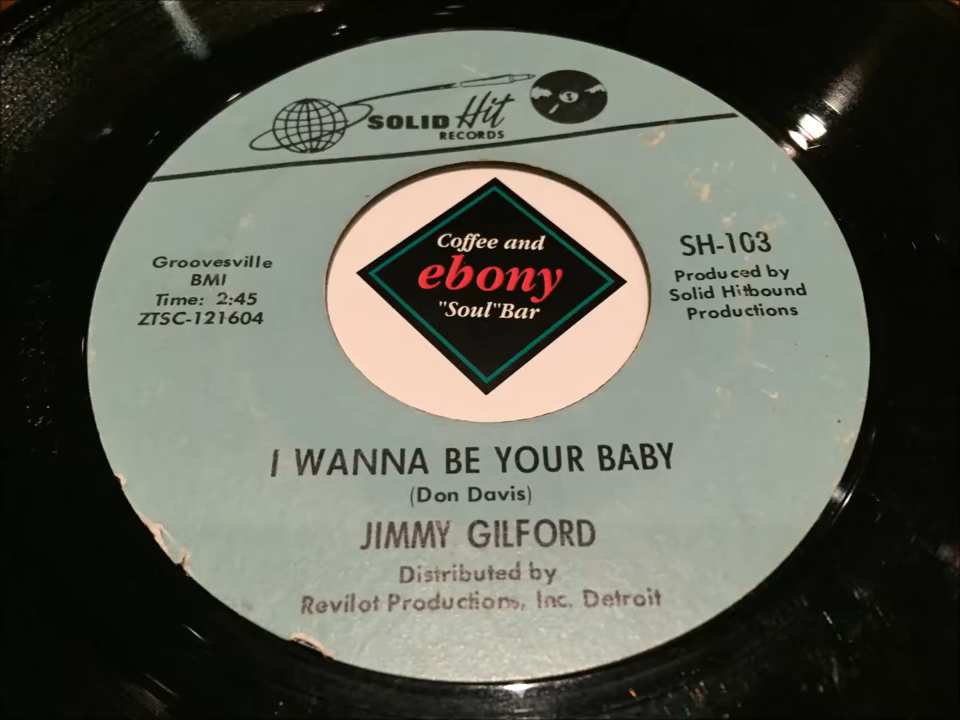 SOLID Hit
RECORDS
Groovesville
BMI
Time: 2:45
ZTSC-121604
Coffee and
ebony
"Soul"Bar
SH-103
Produced by
Solid Hitbound
Productions
I WANNA BE YOUR BABY
(Don Davis)
JIMMY GILFORD
Distributed by
Revilot Productions, Inc. Detroit